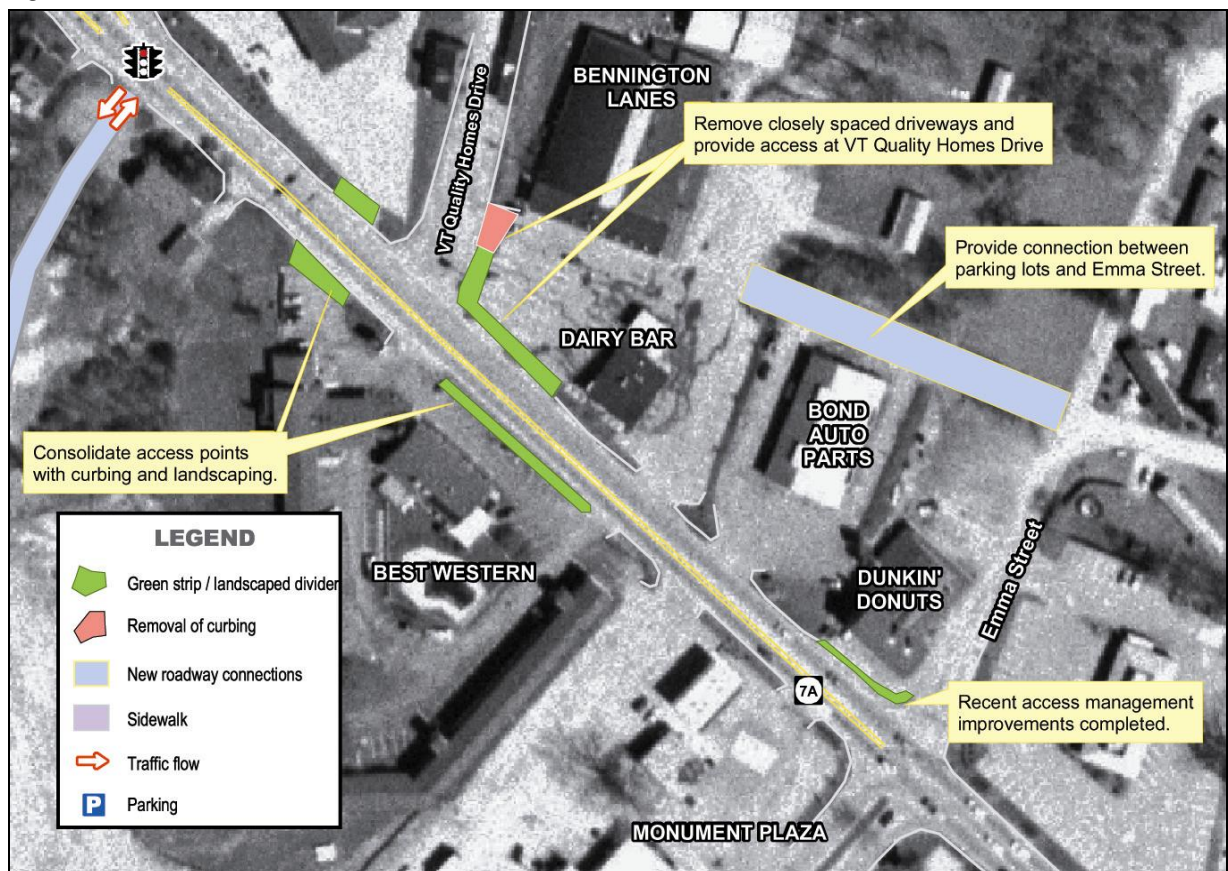 BENNINGTON
LANES
VT Quality Homes Drive
Remove closely spaced driveways and
provide access at VT Quality Homes Drive
Provide connection between
parking lots and Emma Street.
DAIRY BAR
BOND
AUTO
PARTS
Consolidate access points
with curbing and landscaping.
BEST WESTERN
DUNKIN'
DONUTS
Emma Street
7A
Recent access management
improvements completed.
MONUMENT PLAZA
LEGEND
Green strip / landscaped divider
Removal of curbing
New roadway connections
Sidewalk
Traffic flow
P Parking